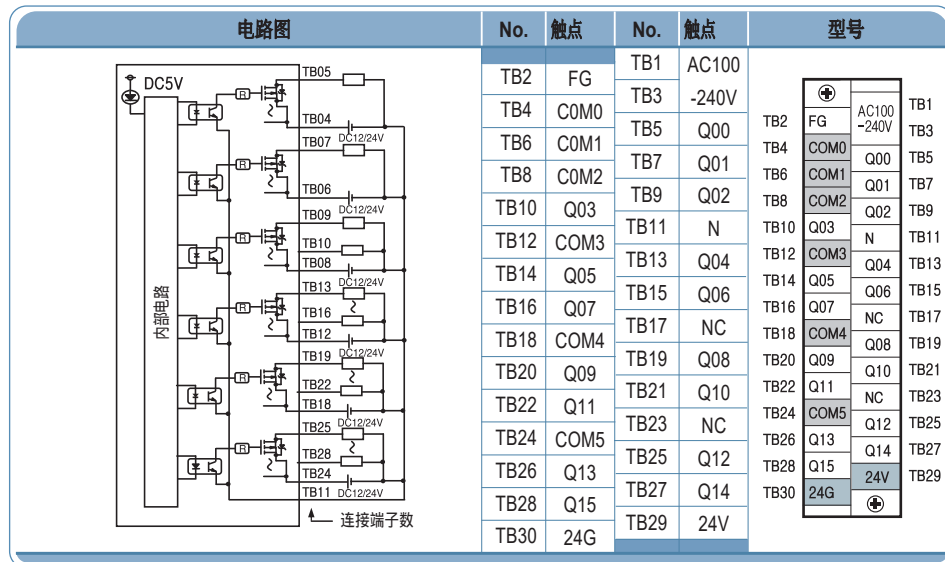 电路图 No. 触点 No. 触点 型号
DC5V
内部电路
R
TB05
TB04
DC12/24V
R
TB07
TB06
DC12/24V
R
TB09
TB10
TB08
DC12/24V
R
TB13
TB16
TB12
DC12/24V
R
TB19
TB22
TB18
DC12/24V
R
TB25
TB28
TB24
TB11 DC12/24V
连接端子数
TB2 FG
TB4 C0M0
TB6 C0M1
TB8 C0M2
TB10 Q03
TB12 COM3
TB14 Q05
TB16 Q07
TB18 COM4
TB20 Q09
TB22 Q11
TB24 COM5
TB26 Q13
TB28 Q15
TB30 24G
TB1 AC100
TB3 -240V
TB5 Q00
TB7 Q01
TB9 Q02
TB11 N
TB13 Q04
TB15 Q06
TB17 NC
TB19 Q08
TB21 Q10
TB23 NC
TB25 Q12
TB27 Q14
TB29 24V
TB2 FG
TB4 COM0
TB6 COM1
TB8 COM2
TB10 Q03
TB12 COM3
TB14 Q05
TB16 Q07
TB18 COM4
TB20 Q09
TB22 Q11
TB24 COM5
TB26 Q13
TB28 Q15
TB30 24G
AC100 TB1
-240V TB3
Q00 TB5
Q01 TB7
Q02 TB9
N TB11
Q04 TB13
Q06 TB15
NC TB17
Q08 TB19
Q10 TB21
NC TB23
Q12 TB25
Q14 TB27
24V TB29